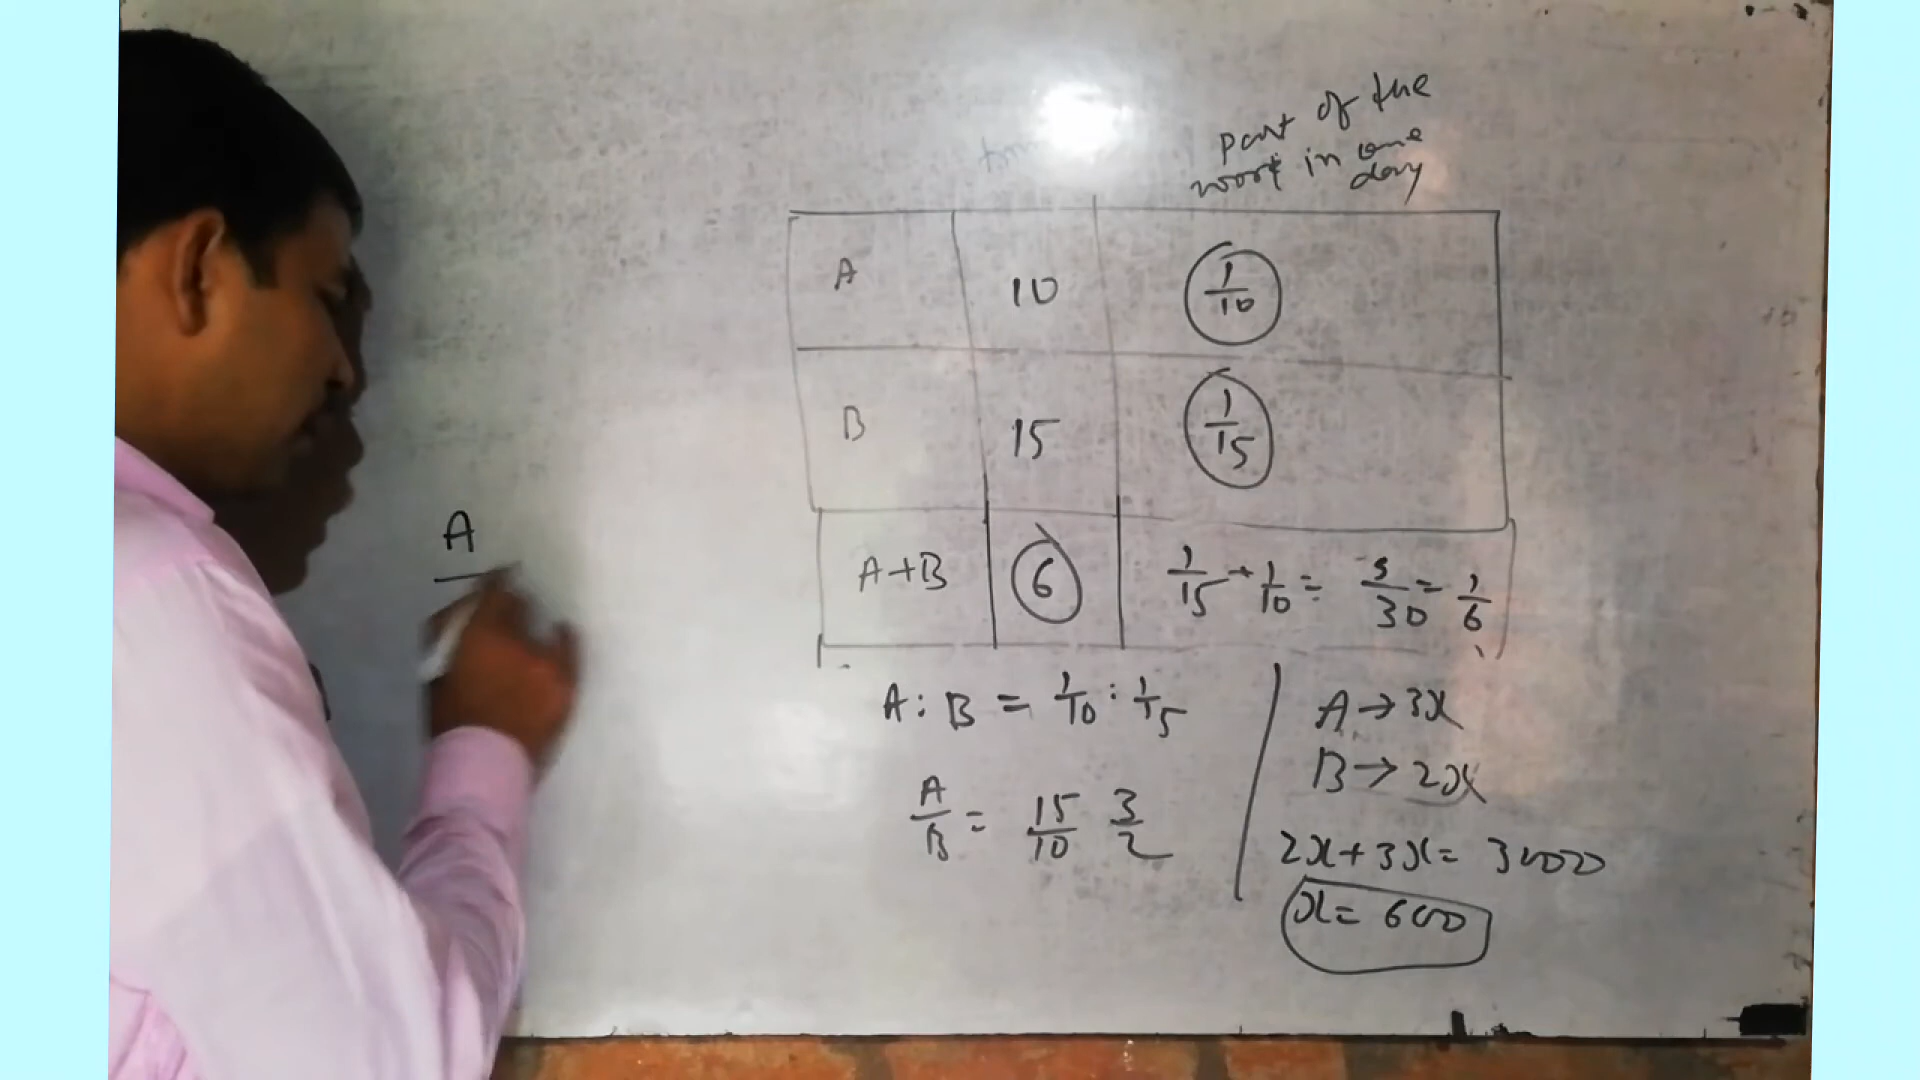 part of the
work in one
day
A 10 1/10
B 15 1/15
A+B 6 1/15 + 1/10 = 5/30 = 1/6
A : B = 1/10 : 1/15
A/B = 15/10 3/2
A → 3x
B → 2x
2x + 3x = 3000
x = 600
A